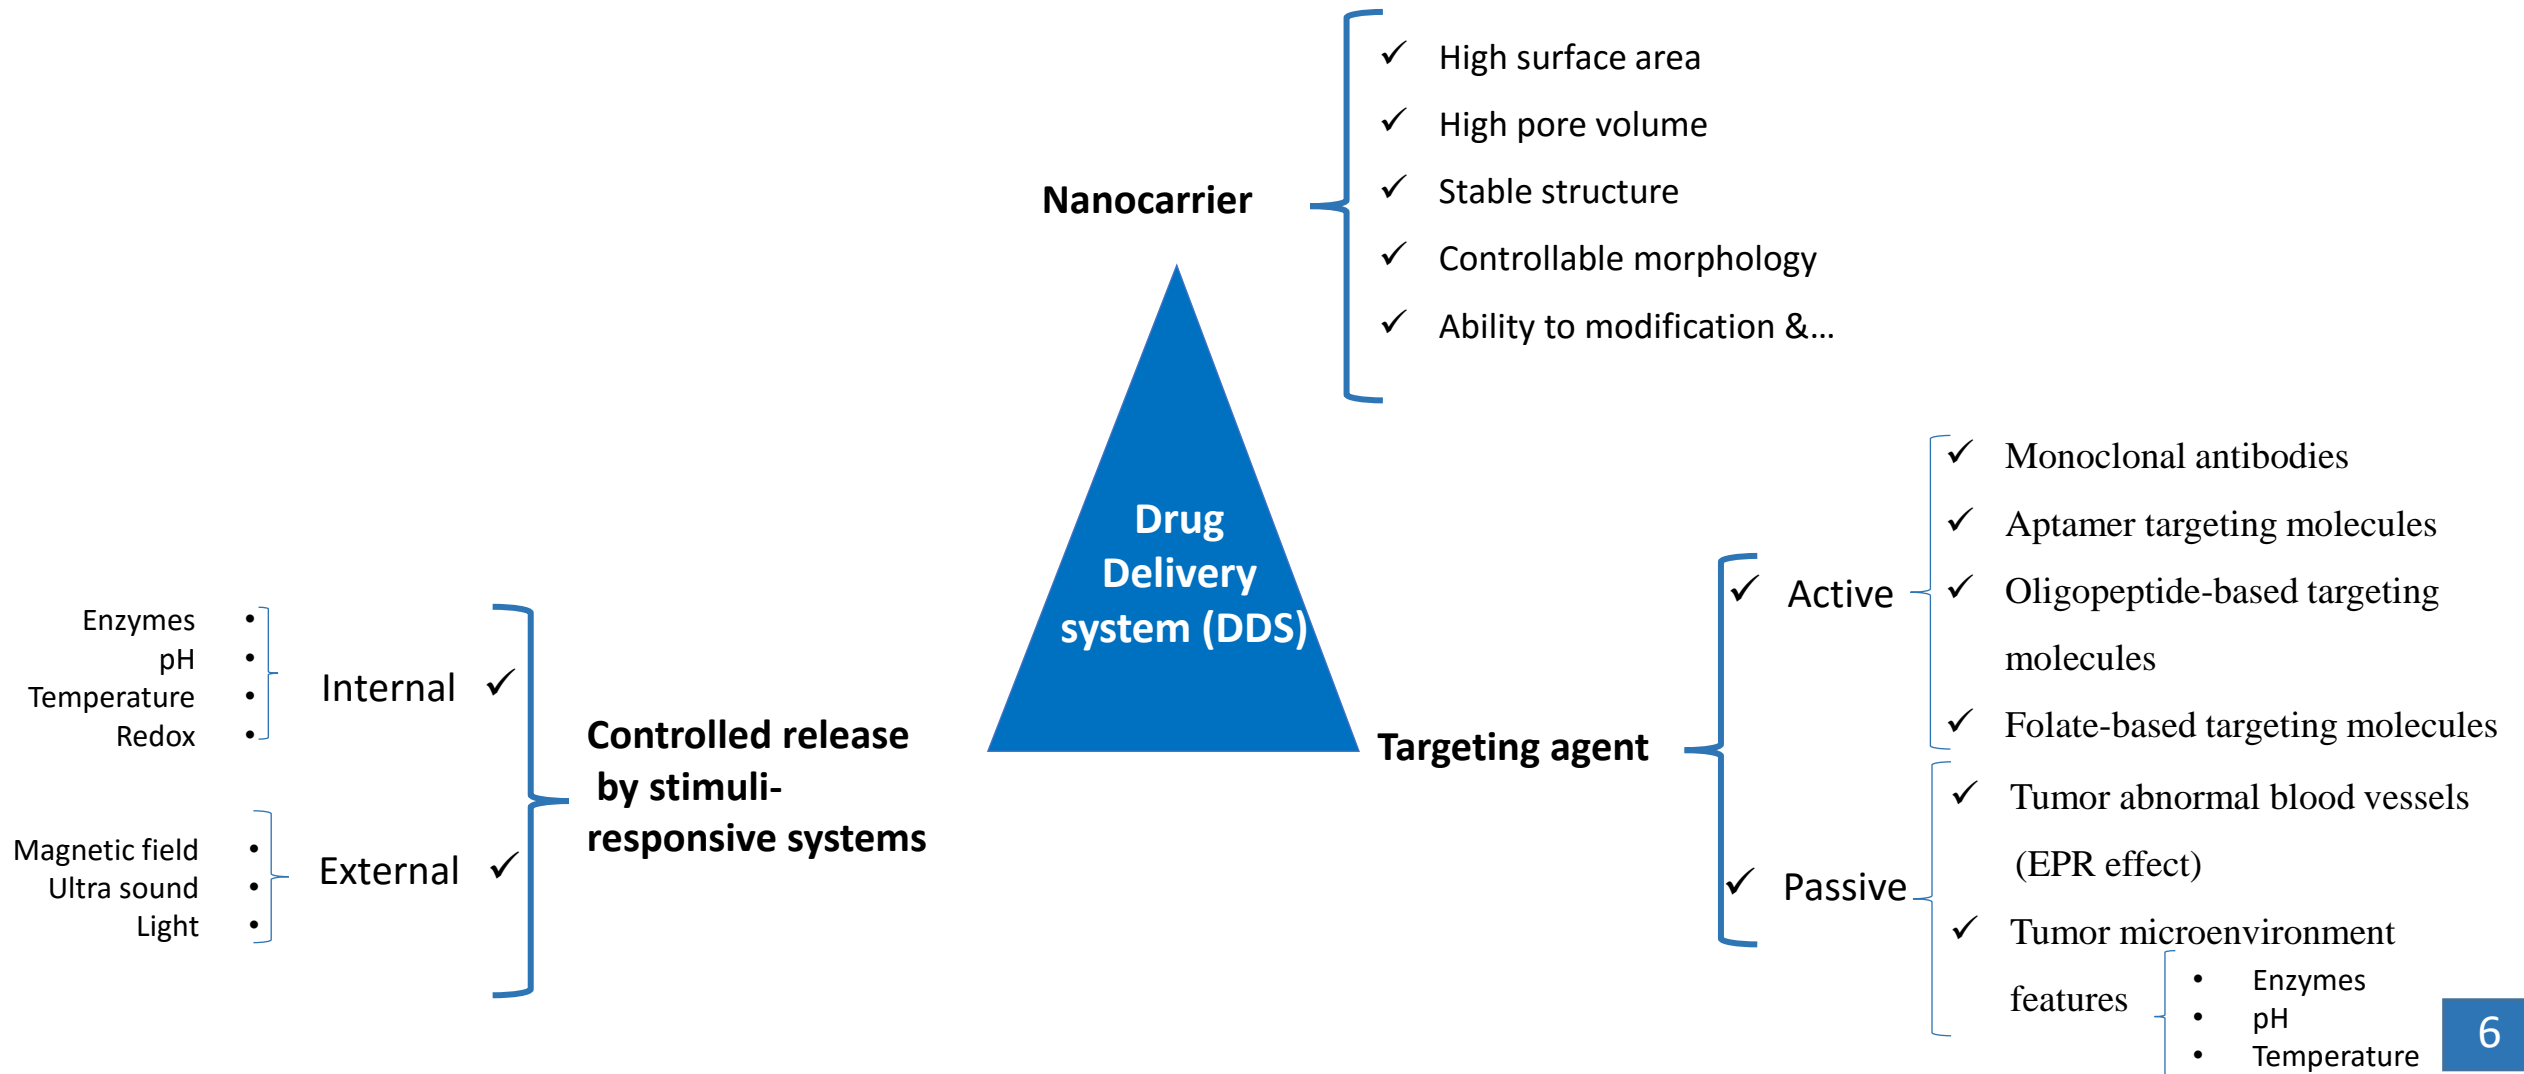 Nanocarrier
✓ High surface area
✓ High pore volume
✓ Stable structure
✓ Controllable morphology
✓ Ability to modification &...
Drug
Delivery
system (DDS)
Targeting agent
✓ Active
✓ Monoclonal antibodies
✓ Aptamer targeting molecules
✓ Oligopeptide-based targeting
molecules
✓ Folate-based targeting molecules
✓ Passive
✓ Tumor abnormal blood vessels
(EPR effect)
✓ Tumor microenvironment
features
• Enzymes
• pH
• Temperature
Controlled release
by stimuli-
responsive systems
Internal ✓
Enzymes •
pH •
Temperature •
Redox •
External ✓
Magnetic field •
Ultra sound •
Light •
6